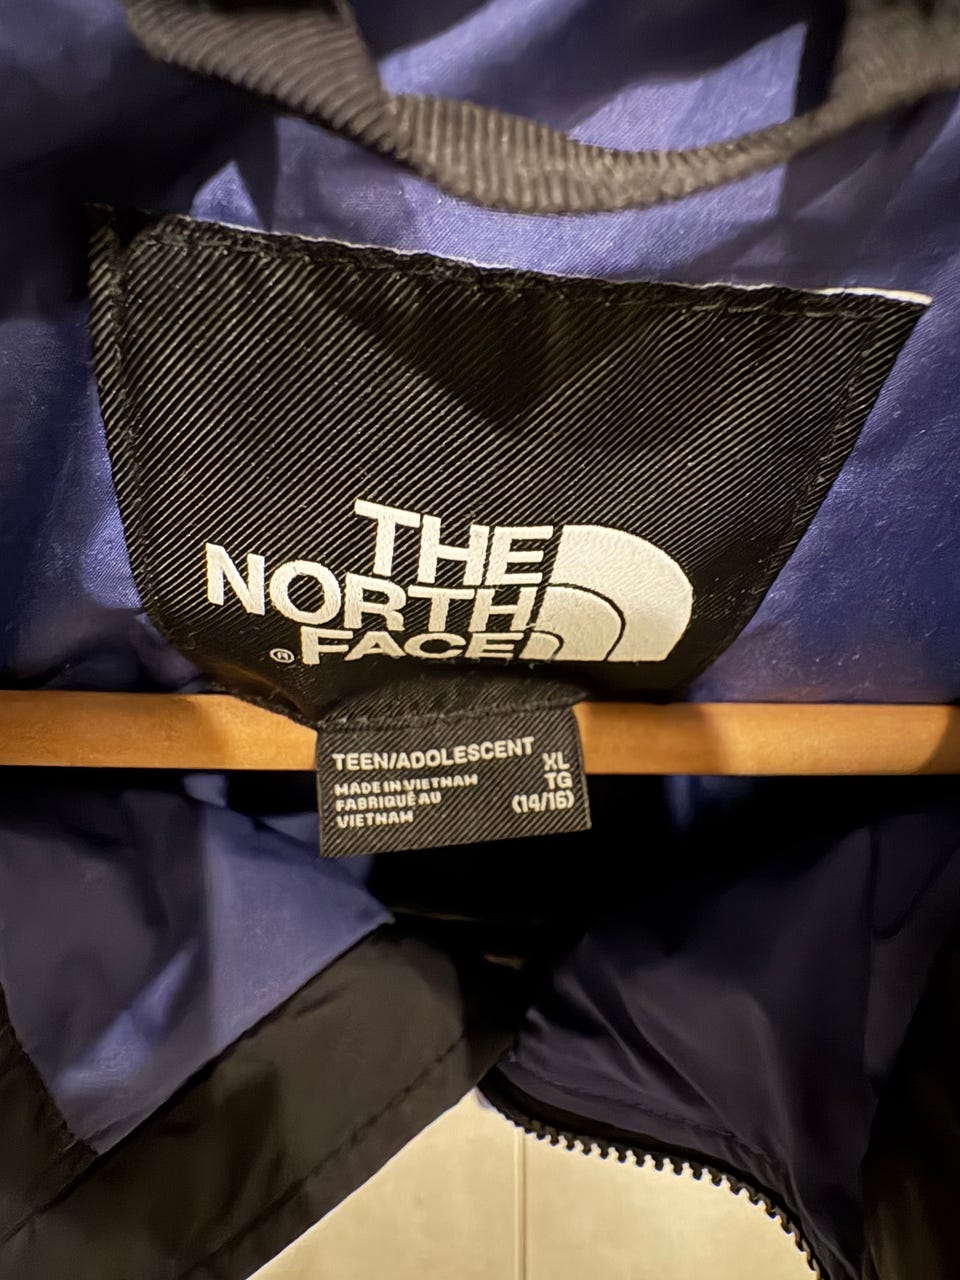 THE
NORTH
® FACE
TEEN/ADOLESCENT
XL
MADE IN VIETNAM
TG
FABRIQUÉ AU
(14/16)
VIETNAM